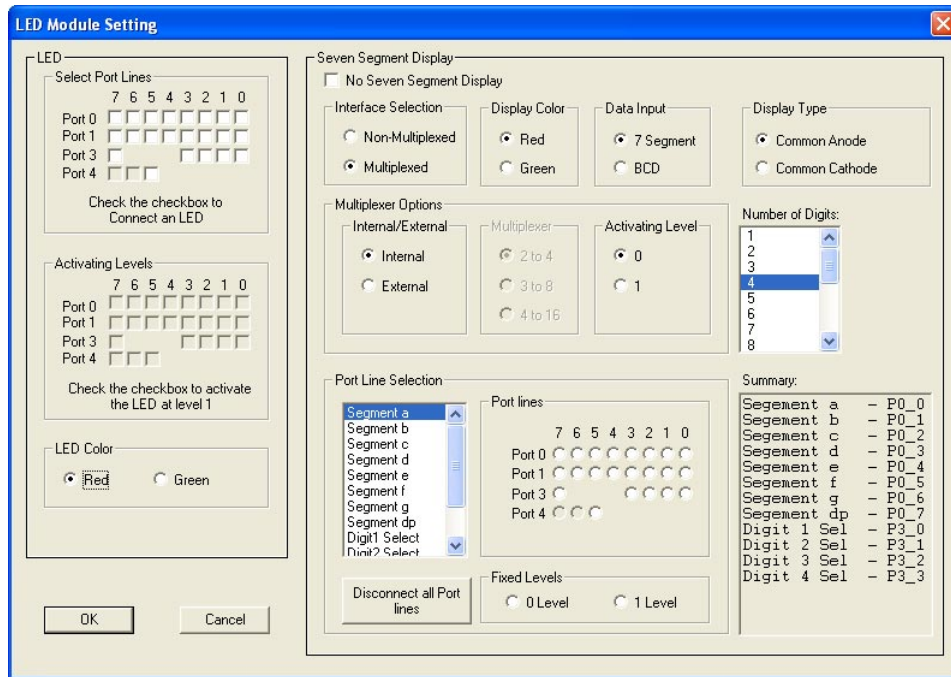 LED Module Setting
LED
Select Port Lines
7 6 5 4 3 2 1 0
Port 0
Port 1
Port 3
Port 4
Check the checkbox to
Connect an LED
Activating Levels
7 6 5 4 3 2 1 0
Port 0
Port 1
Port 3
Port 4
Check the checkbox to activate
the LED at level 1
LED Color
Red Green
OK Cancel
Seven Segment Display
No Seven Segment Display
Interface Selection
Non-Multiplexed
Multiplexed
Display Color
Red
Green
Data Input
7 Segment
BCD
Display Type
Common Anode
Common Cathode
Multiplexer Options
Internal/External
Internal
External
Multiplexer
2 to 4
3 to 8
4 to 16
Activating Level
0
1
Number of Digits:
1
2
3
4
5
6
7
8
Port Line Selection
Segment a
Segment b
Segment c
Segment d
Segment e
Segment f
Segment g
Segment dp
Digit1 Select
Digit2 Select
Port lines
7 6 5 4 3 2 1 0
Port 0
Port 1
Port 3
Port 4
Disconnect all Port
lines
Fixed Levels
0 Level 1 Level
Summary:
Segement a - P0_0
Segement b - P0_1
Segement c - P0_2
Segement d - P0_3
Segement e - P0_4
Segement f - P0_5
Segement g - P0_6
Segement dp - P0_7
Digit 1 Sel - P3_0
Digit 2 Sel - P3_1
Digit 3 Sel - P3_2
Digit 4 Sel - P3_3